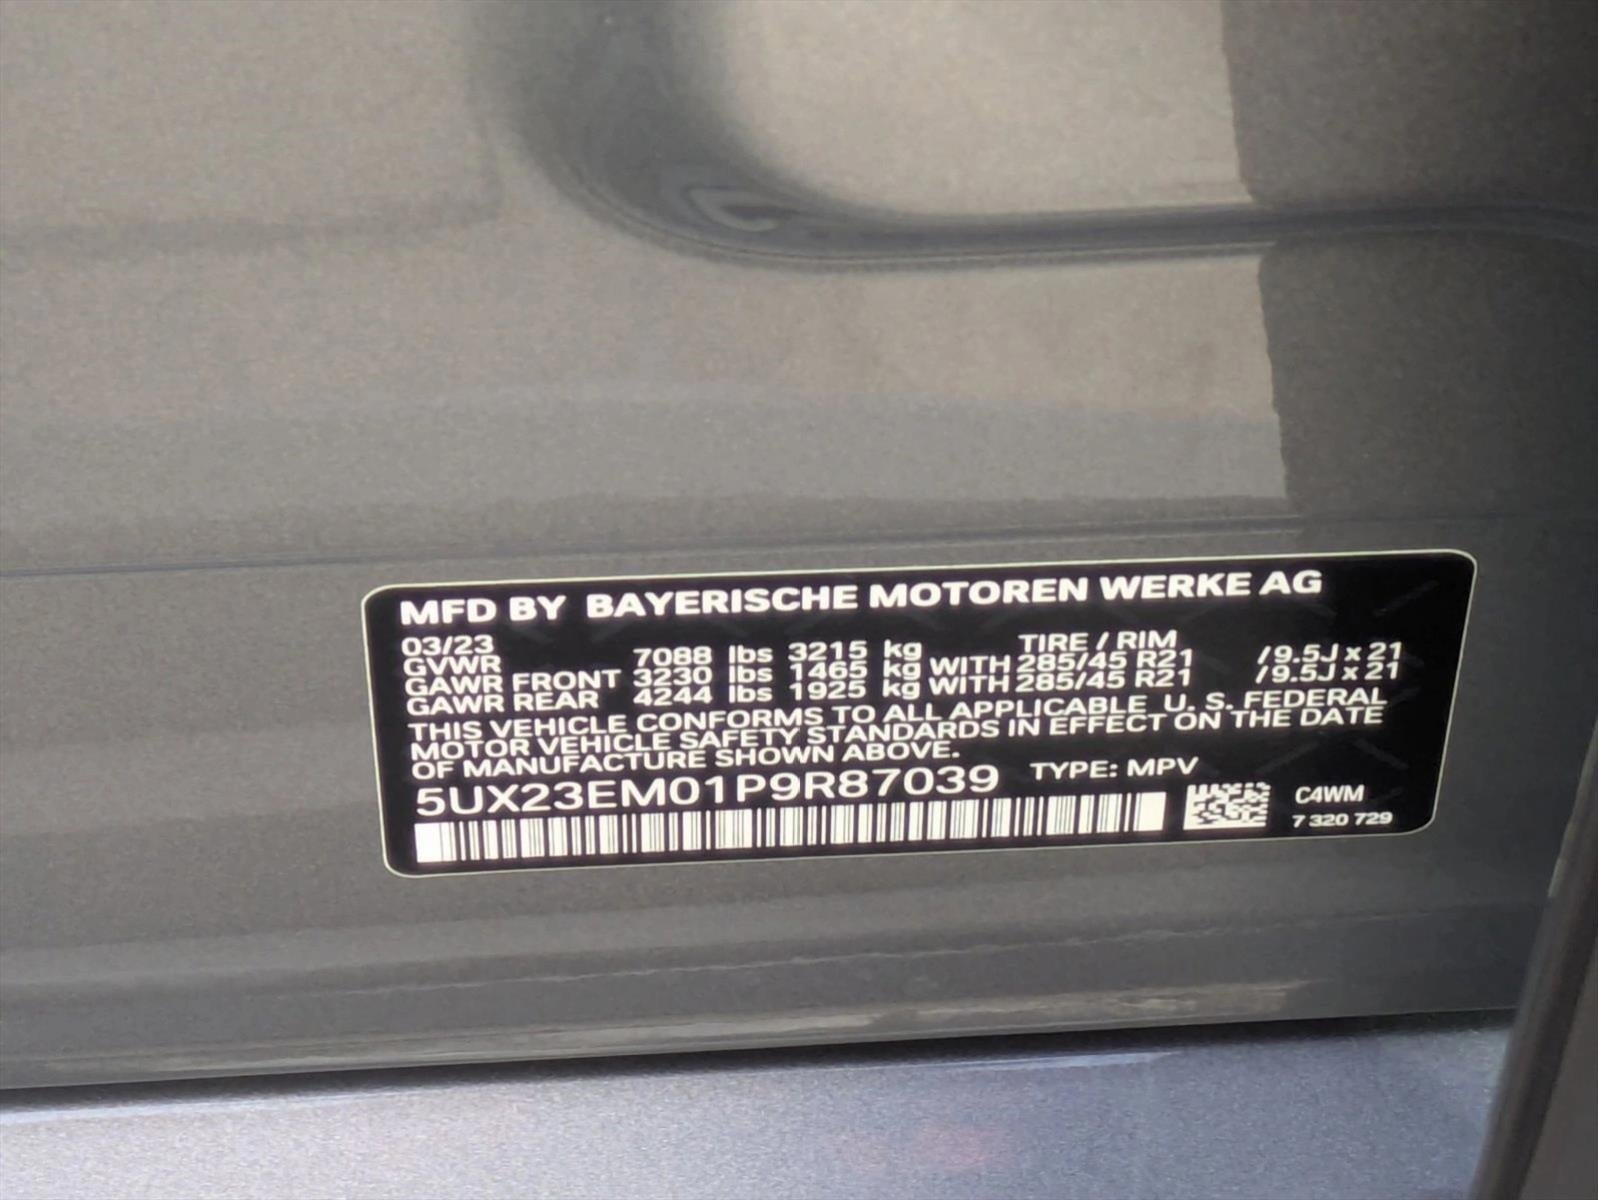 MFD BY BAYERISCHE MOTOREN WERKE AG
03/23 TIRE / RIM
GVWR 7088 lbs 3215 kg
GAWR FRONT 3230 lbs 1465 kg WITH 285/45 R21 /9.5J x 21
GAWR REAR 4244 lbs 1925 kg WITH 285/45 R21 /9.5J x 21
THIS VEHICLE CONFORMS TO ALL APPLICABLE U. S. FEDERAL
MOTOR VEHICLE SAFETY STANDARDS IN EFFECT ON THE DATE
OF MANUFACTURE SHOWN ABOVE.
5UX23EM01P9R87039 TYPE: MPV
C4WM
7 320 729